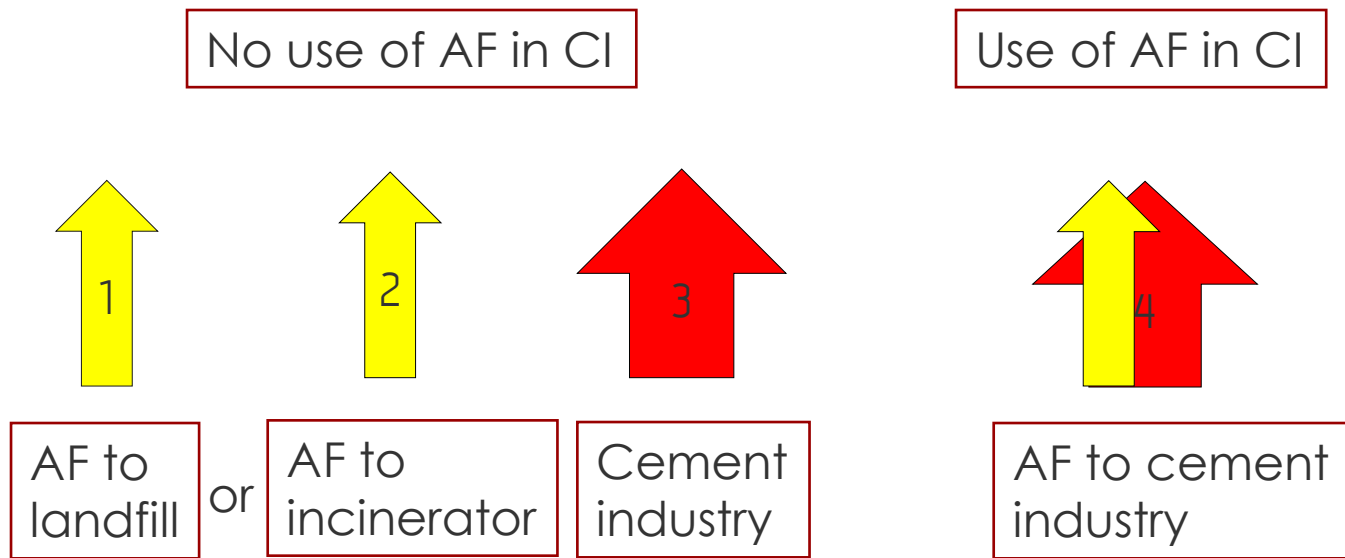 No use of AF in CI
Use of AF in CI
1
2
3
4
AF to
landfill
or
AF to
incinerator
Cement
industry
AF to cement
industry